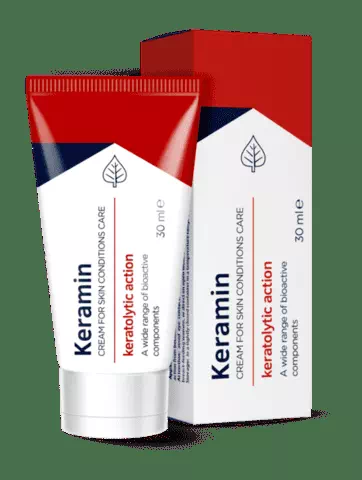 Keramin
CREAM FOR SKIN CONDITIONS CARE
keratolytic action
A wide range of bioactive
components
30 ml ℮
Keramin
CREAM FOR SKIN CONDITIONS CARE
keratolytic action
A wide range of bioactive
components
30 ml ℮